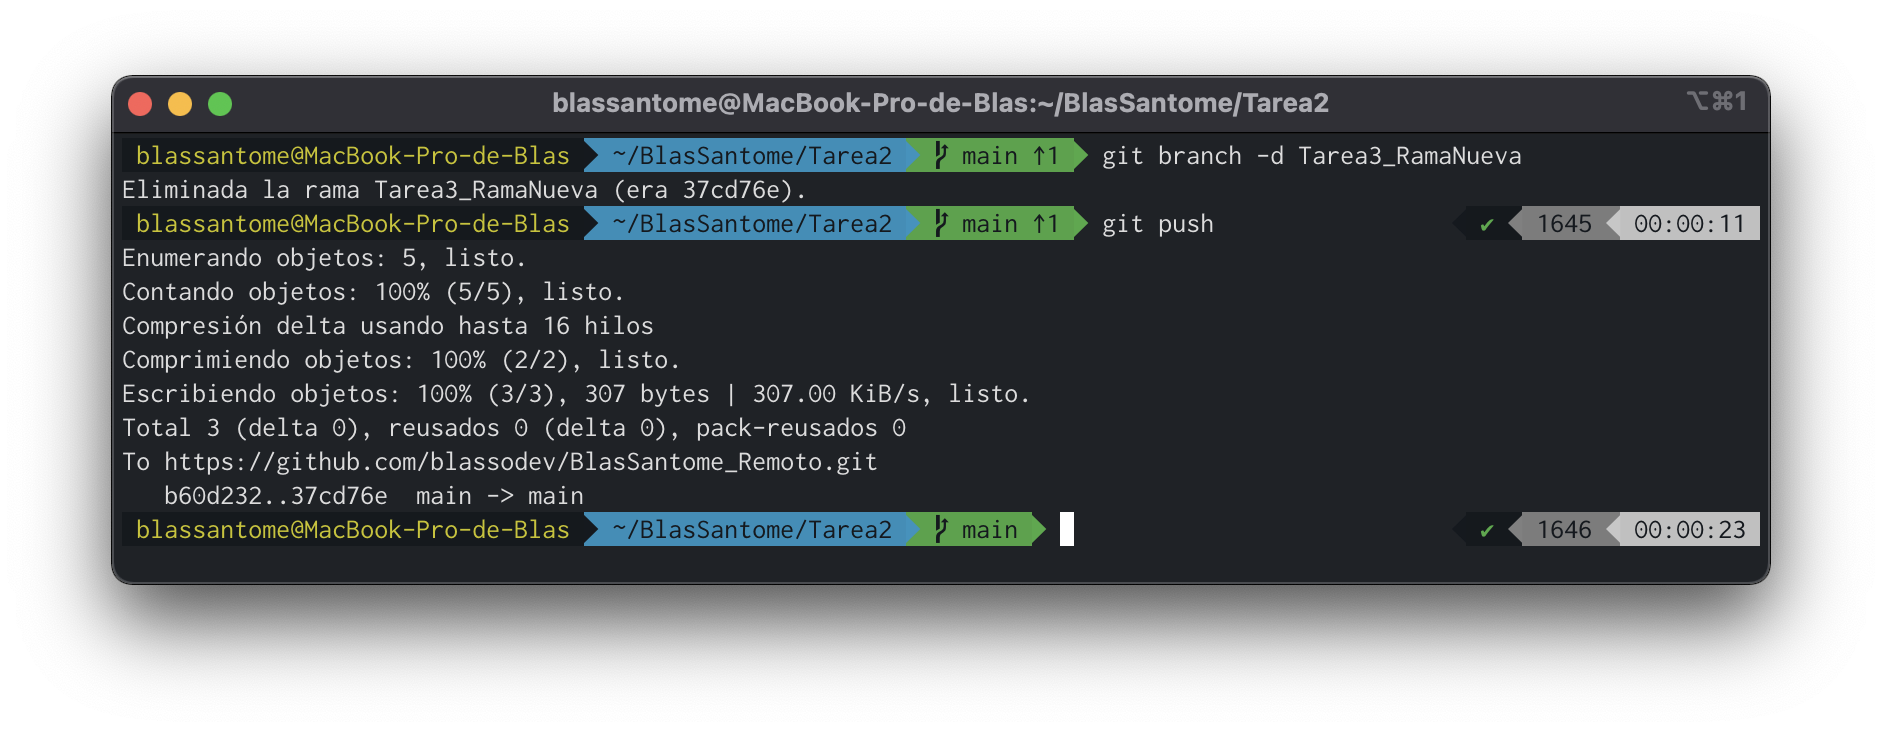 blassantome@MacBook-Pro-de-Blas:~/BlasSantome/Tarea2 ⌥⌘1
blassantome@MacBook-Pro-de-Blas ~/BlasSantome/Tarea2 main ↑1 git branch -d Tarea3_RamaNueva
Eliminada la rama Tarea3_RamaNueva (era 37cd76e).
blassantome@MacBook-Pro-de-Blas ~/BlasSantome/Tarea2 main ↑1 git push ✔ 1645 00:00:11
Enumerando objetos: 5, listo.
Contando objetos: 100% (5/5), listo.
Compresión delta usando hasta 16 hilos
Comprimiendo objetos: 100% (2/2), listo.
Escribiendo objetos: 100% (3/3), 307 bytes | 307.00 KiB/s, listo.
Total 3 (delta 0), reusados 0 (delta 0), pack-reusados 0
To https://github.com/blassodev/BlasSantome_Remoto.git
b60d232..37cd76e main -> main
blassantome@MacBook-Pro-de-Blas ~/BlasSantome/Tarea2 main ✔ 1646 00:00:23